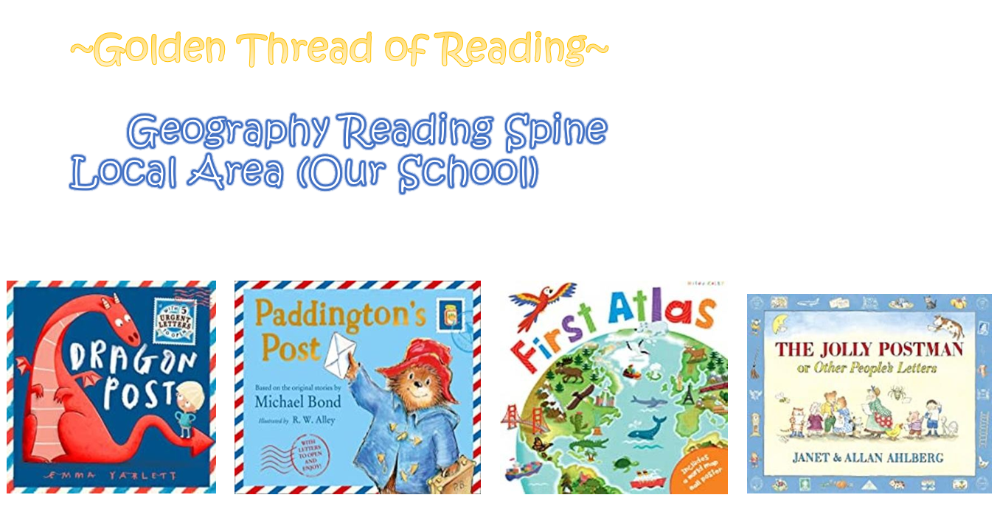 ~Golden Thread of Reading~
Geography Reading Spine
Local Area (Our School)
WITH 5
URGENT
LETTERS
TO OPEN
DRAGON
POST
EMMA YARLETT
Paddington's
Post
Based on the original stories by
Michael Bond
Illustrated by R. W. Alley
WITH
LETTERS
TO OPEN
AND
ENJOY!
P.B.
First Atlas
Includes
a world map
wall poster
THE JOLLY POSTMAN
or Other People's Letters
JANET & ALLAN AHLBERG